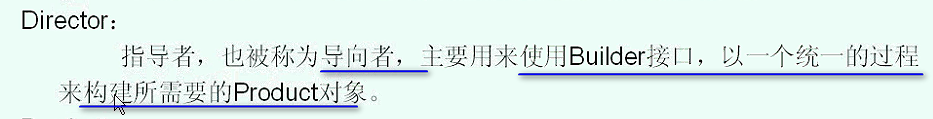 Director：
指导者，也被称为导向者，主要用来使用Builder接口，以一个统一的过程
来构建所需要的Product对象。